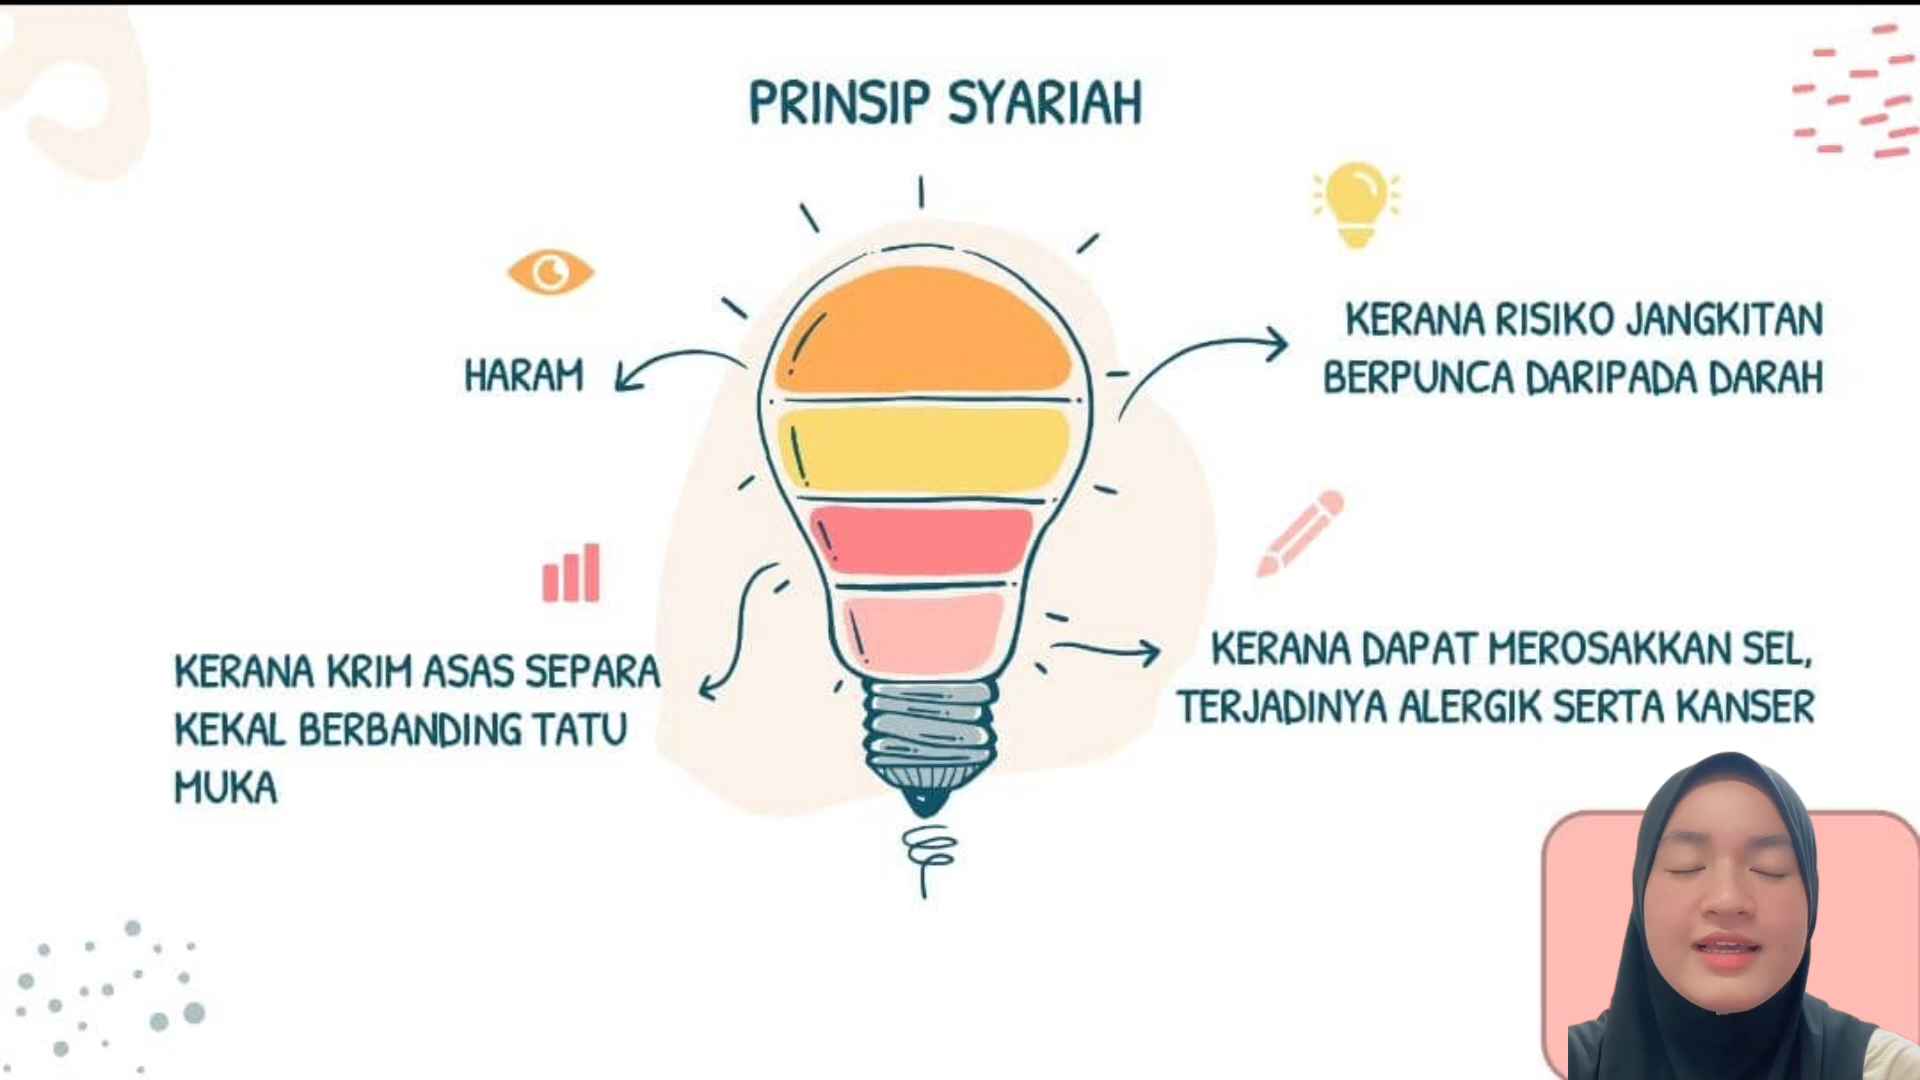 PRINSIP SYARIAH
HARAM
KERANA RISIKO JANGKITAN
BERPUNCA DARIPADA DARAH
KERANA KRIM ASAS SEPARA
KEKAL BERBANDING TATU
MUKA
KERANA DAPAT MEROSAKKAN SEL,
TERJADINYA ALERGIK SERTA KANSER